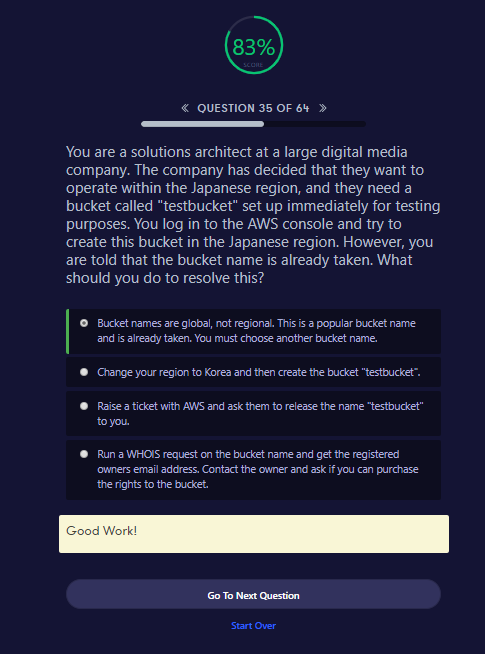 83%
SCORE
« QUESTION 35 OF 64 »
You are a solutions architect at a large digital media
company. The company has decided that they want to
operate within the Japanese region, and they need a
bucket called "testbucket" set up immediately for testing
purposes. You log in to the AWS console and try to
create this bucket in the Japanese region. However, you
are told that the bucket name is already taken. What
should you do to resolve this?
Bucket names are global, not regional. This is a popular bucket name
and is already taken. You must choose another bucket name.
Change your region to Korea and then create the bucket "testbucket".
Raise a ticket with AWS and ask them to release the name "testbucket"
to you.
Run a WHOIS request on the bucket name and get the registered
owners email address. Contact the owner and ask if you can purchase
the rights to the bucket.
Good Work!
Go To Next Question
Start Over